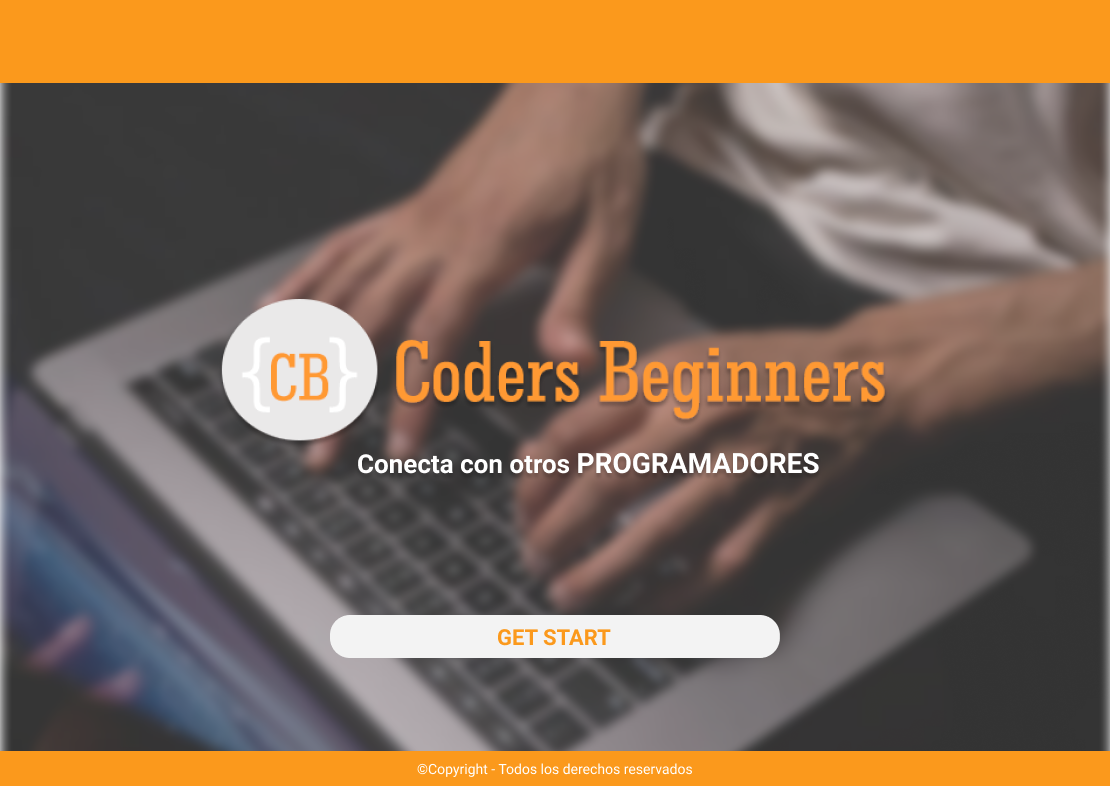 {CB} Coders Beginners
Conecta con otros PROGRAMADORES
GET START
©Copyright - Todos los derechos reservados